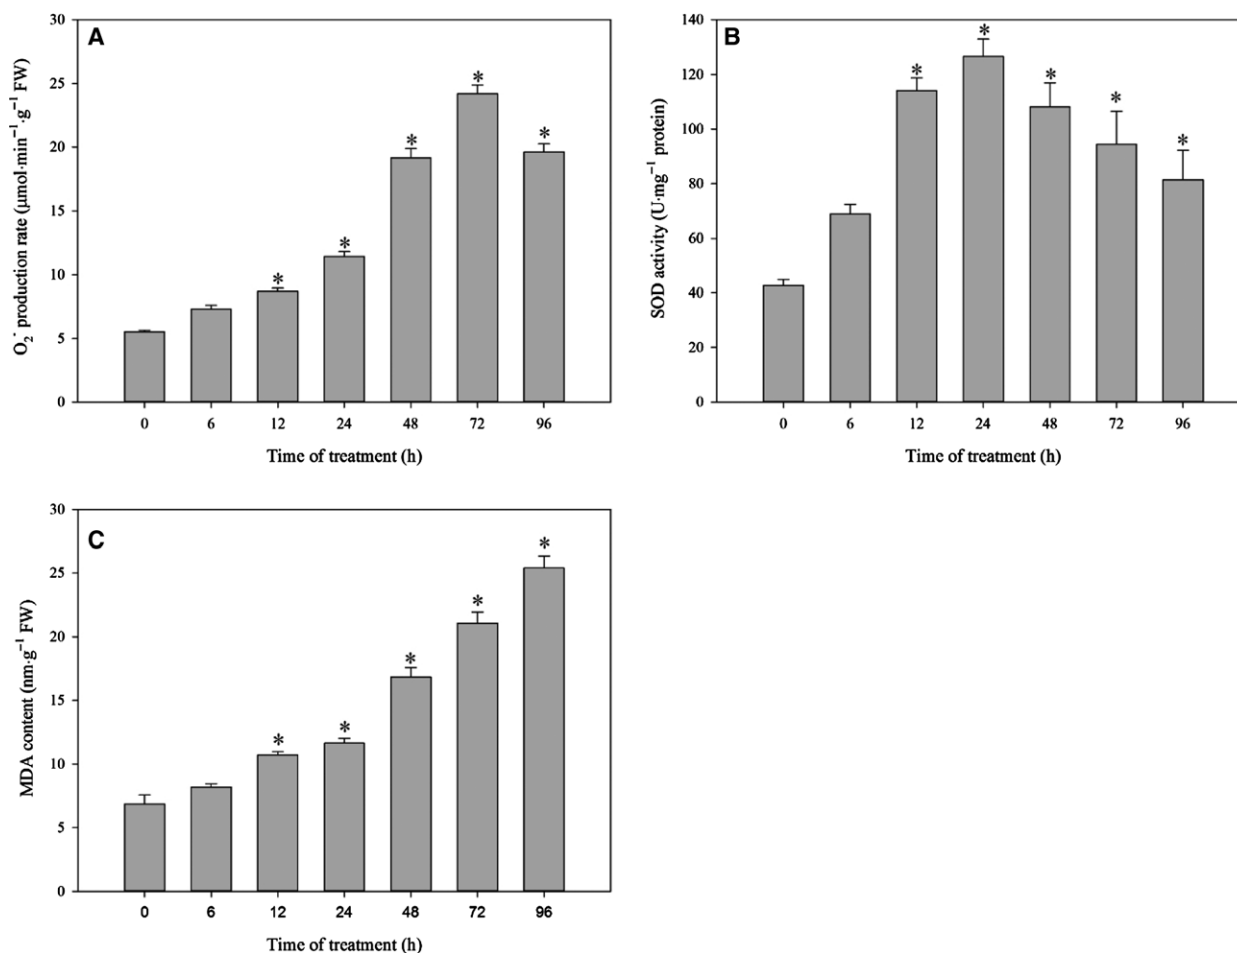 A
O₂⁻ production rate (μmol·min⁻¹·g⁻¹ FW)
30
25
20
15
10
5
0
* * * * *
0 6 12 24 48 72 96
Time of treatment (h)
B
SOD activity (U·mg⁻¹ protein)
140
120
100
80
60
40
20
0
* * * * *
0 6 12 24 48 72 96
Time of treatment (h)
C
MDA content (nm·g⁻¹ FW)
30
25
20
15
10
5
0
* * * * *
0 6 12 24 48 72 96
Time of treatment (h)